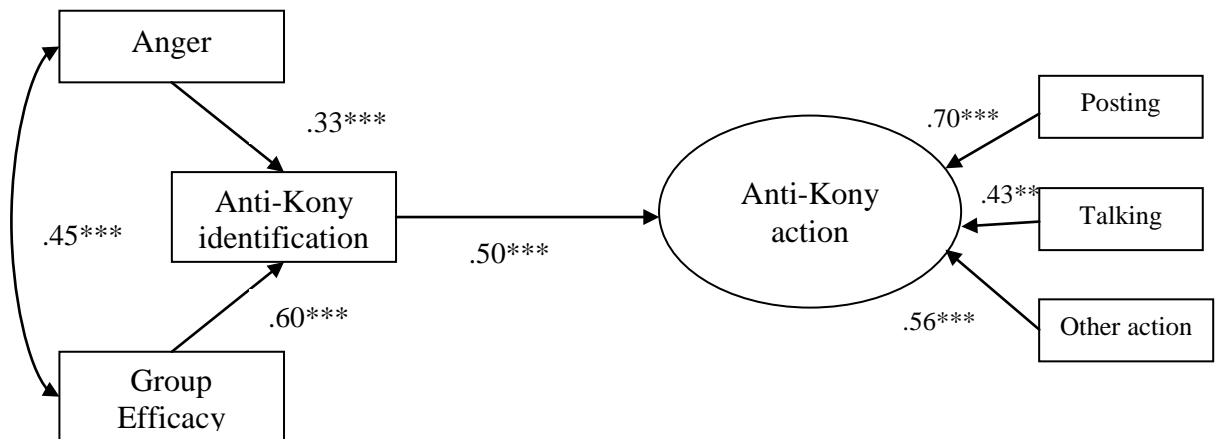 Anger
.33***
Anti-Kony
identification
.45***
.50***
.60***
Group
Efficacy
Anti-Kony
action
Posting
.70***
.43**
Talking
.56***
Other action